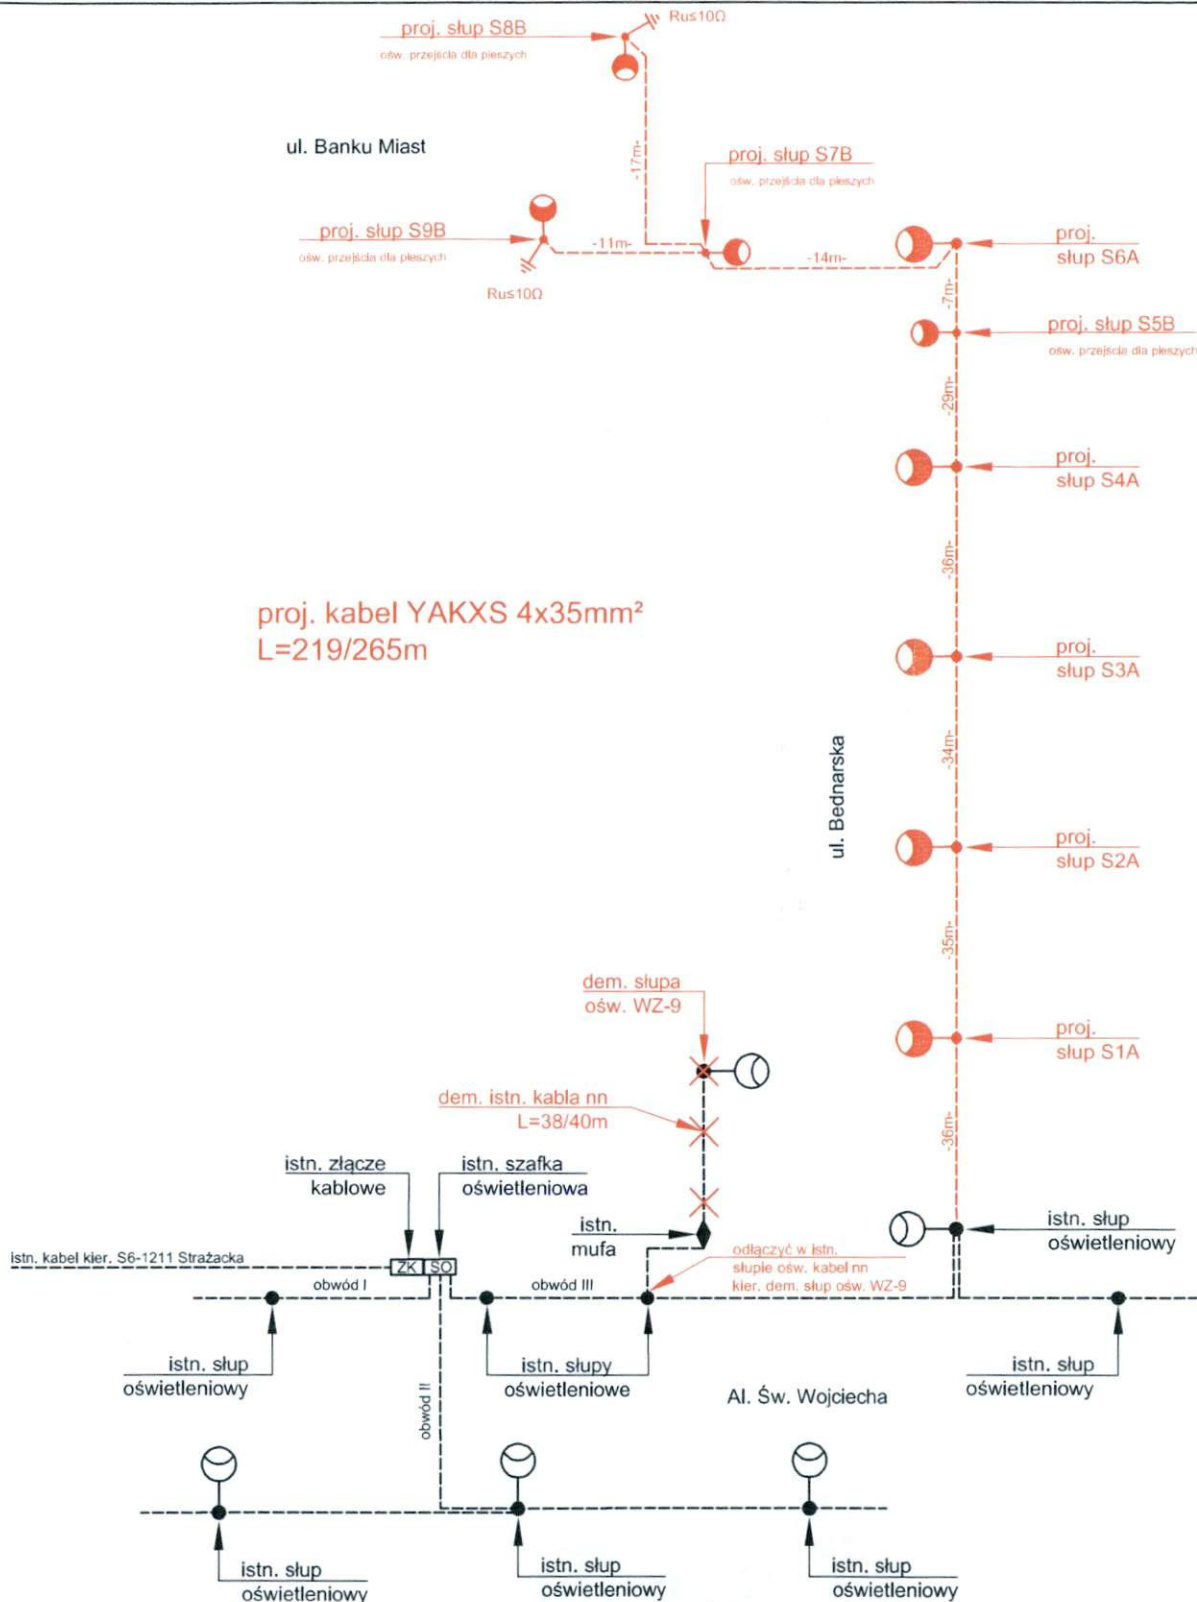 proj. słup S8B
ośw. przejścia dla pieszych
Ru≤10Ω
ul. Banku Miast
-17m-
proj. słup S7B
ośw. przejścia dla pieszych
proj. słup S9B
ośw. przejścia dla pieszych
-11m-
Ru≤10Ω
-14m-
proj.
słup S6A
-7m-
proj. słup S5B
ośw. przejścia dla pieszych
-29m-
proj.
słup S4A
-36m-
proj. kabel YAKXS 4x35mm²
L=219/265m
proj.
słup S3A
-34m-
ul. Bednarska
proj.
słup S2A
-35m-
dem. słupa
ośw. WZ-9
proj.
słup S1A
dem. istn. kabla nn
L=38/40m
-36m-
istn. złącze
kablowe
istn. szafka
oświetleniowa
istn.
mufa
istn. słup
oświetleniowy
istn. kabel kier. S6-1211 Strażacka
ZK SO
odłączyć w istn.
słupie ośw. kabel nn
kier. dem. słup ośw. WZ-9
obwód I
obwód III
istn. słup
oświetleniowy
istn. słupy
oświetleniowe
istn. słup
oświetleniowy
obwód II
Al. Św. Wojciecha
istn. słup
oświetleniowy
istn. słup
oświetleniowy
istn. słup
oświetleniowy